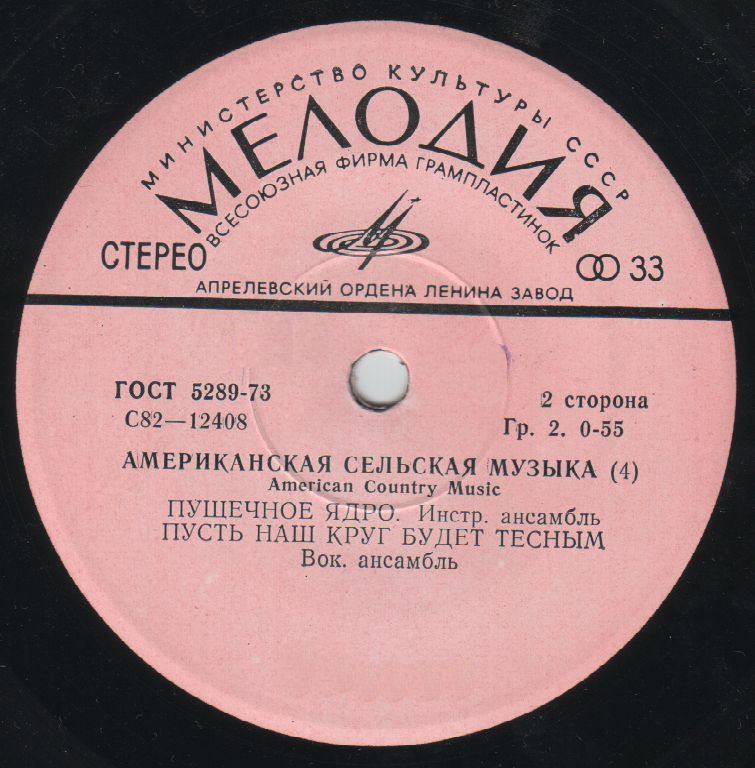 МИНИСТЕРСТВО КУЛЬТУРЫ СССР
МЕЛОДИЯ
ВСЕСОЮЗНАЯ ФИРМА ГРАМПЛАСТИНОК
СТЕРЕО 33
АПРЕЛЕВСКИЙ ОРДЕНА ЛЕНИНА ЗАВОД
ГОСТ 5289-73 2 сторона
С82—12408 Гр. 2. 0-55
АМЕРИКАНСКАЯ СЕЛЬСКАЯ МУЗЫКА (4)
American Country Music
ПУШЕЧНОЕ ЯДРО. Инстр. ансамбль
ПУСТЬ НАШ КРУГ БУДЕТ ТЕСНЫМ
Вок. ансамбль